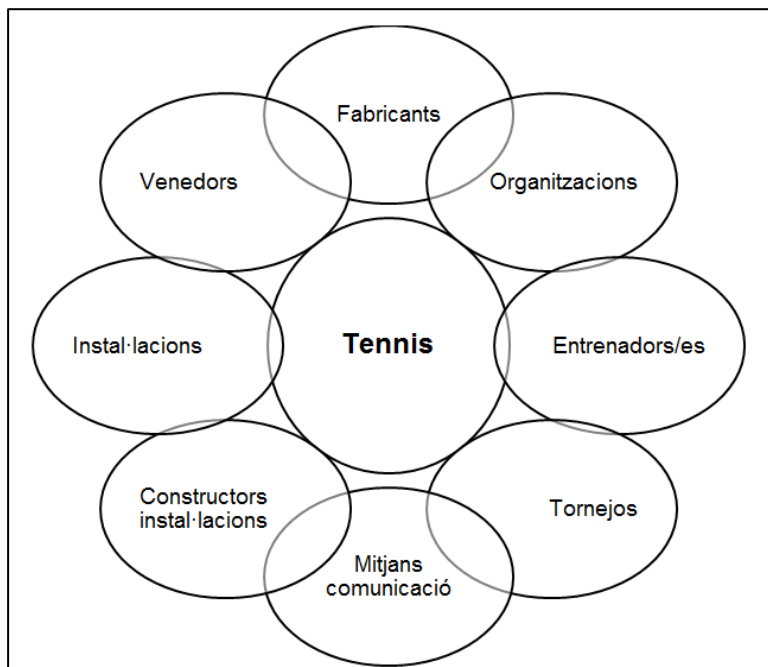 Fabricants
Venedors
Organitzacions
Instal·lacions
Tennis
Entrenadors/es
Constructors
instal·lacions
Tornejos
Mitjans
comunicació